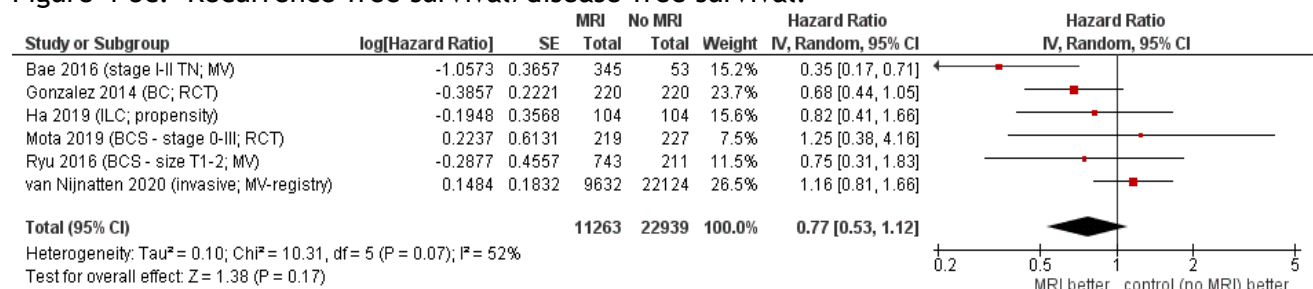 MRI No MRI Hazard Ratio Hazard Ratio
Study or Subgroup log[Hazard Ratio] SE Total Total Weight IV, Random, 95% CI IV, Random, 95% CI
Bae 2016 (stage I-II TN; MV) -1.0573 0.3657 345 53 15.2% 0.35 [0.17, 0.71]
Gonzalez 2014 (BC; RCT) -0.3857 0.2221 220 220 23.7% 0.68 [0.44, 1.05]
Ha 2019 (ILC; propensity) -0.1948 0.3568 104 104 15.6% 0.82 [0.41, 1.66]
Mota 2019 (BCS - stage 0-III; RCT) 0.2237 0.6131 219 227 7.5% 1.25 [0.38, 4.16]
Ryu 2016 (BCS - size T1-2; MV) -0.2877 0.4557 743 211 11.5% 0.75 [0.31, 1.83]
van Nijnatten 2020 (invasive; MV-registry) 0.1484 0.1832 9632 22124 26.5% 1.16 [0.81, 1.66]
Total (95% CI) 11263 22939 100.0% 0.77 [0.53, 1.12]
Heterogeneity: Tau² = 0.10; Chi² = 10.31, df = 5 (P = 0.07); I² = 52%
Test for overall effect: Z = 1.38 (P = 0.17)
0.2 0.5 1 2 5
MRI better control (no MRI) better